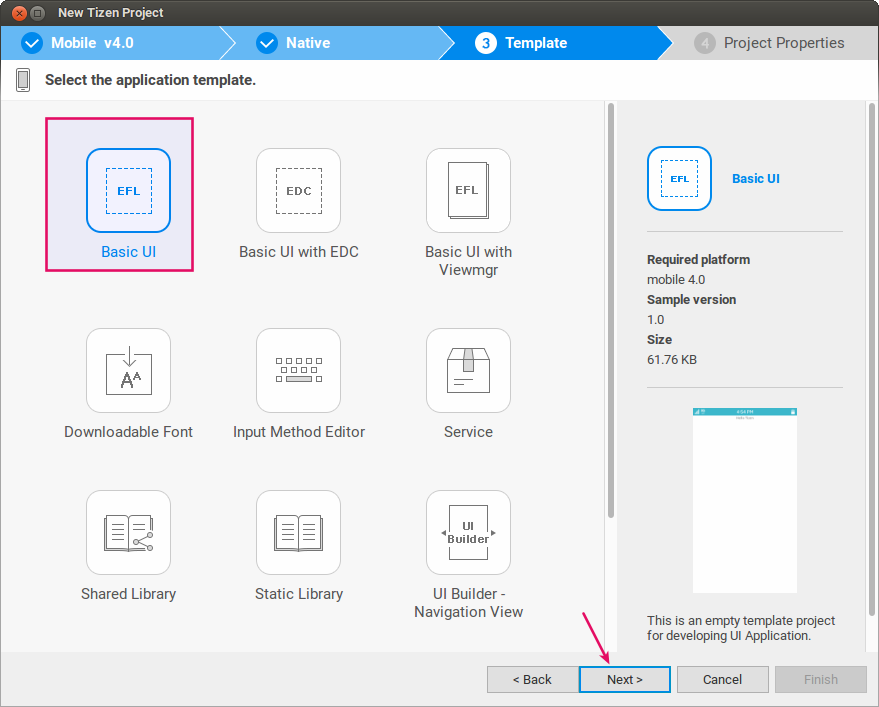 New Tizen Project
Mobile v4.0
Native
3 Template
4 Project Properties
Select the application template.
EFL
Basic UI
EDC
Basic UI with EDC
EFL
Basic UI with
Viewmgr
A A
Downloadable Font
Input Method Editor
Service
Shared Library
Static Library
UI
Builder
UI Builder -
Navigation View
EFL
Basic UI
Required platform
mobile 4.0
Sample version
1.0
Size
61.76 KB
This is an empty template project
for developing UI Application.
< Back
Next >
Cancel
Finish